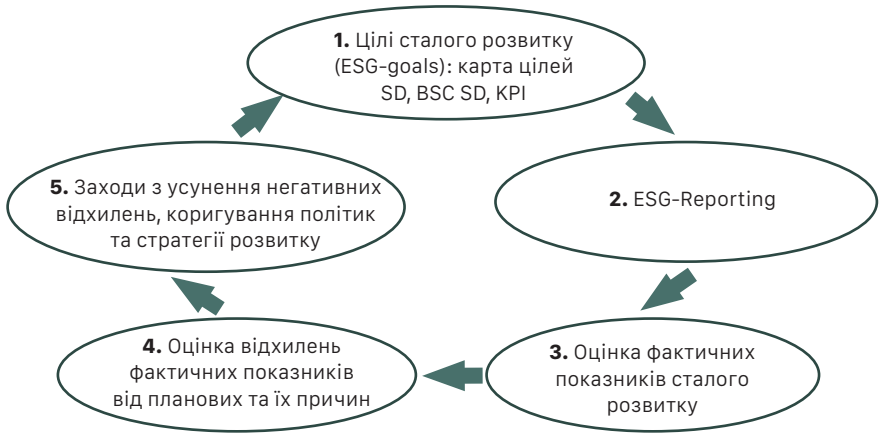 1. Цілі сталого розвитку
(ESG-goals): карта цілей
SD, BSC SD, KPI
2. ESG-Reporting
3. Оцінка фактичних
показників сталого
розвитку
4. Оцінка відхилень
фактичних показників
від планових та їх причин
5. Заходи з усунення негативних
відхилень, коригування політик
та стратегії розвитку